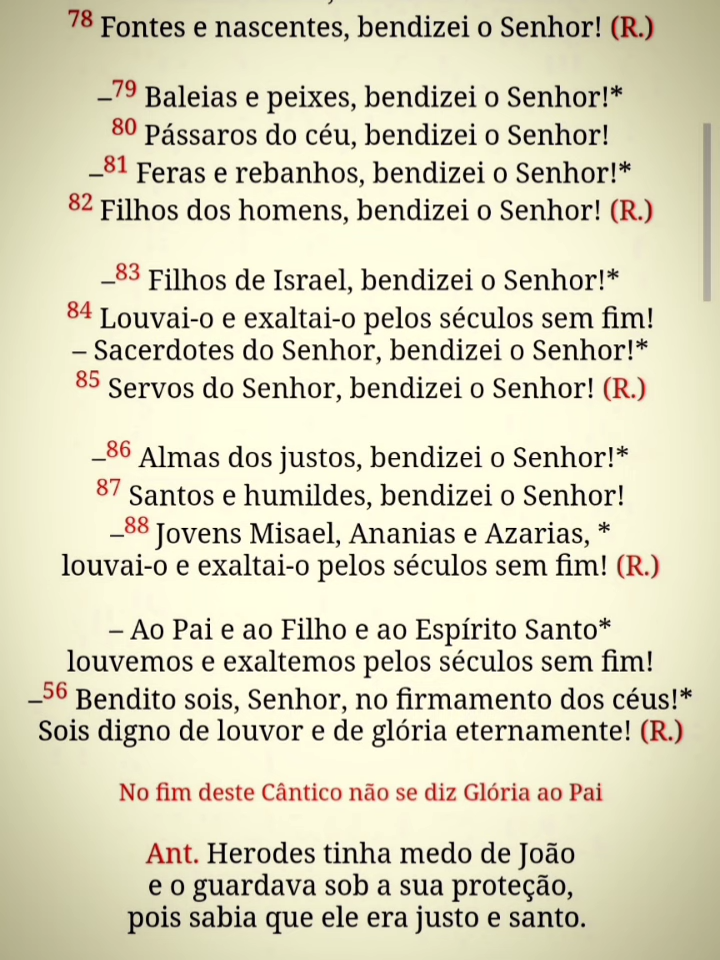 78 Fontes e nascentes, bendizei o Senhor! (R.)
–79 Baleias e peixes, bendizei o Senhor!*
80 Pássaros do céu, bendizei o Senhor!
–81 Feras e rebanhos, bendizei o Senhor!*
82 Filhos dos homens, bendizei o Senhor! (R.)
–83 Filhos de Israel, bendizei o Senhor!*
84 Louvai-o e exaltai-o pelos séculos sem fim!
– Sacerdotes do Senhor, bendizei o Senhor!*
85 Servos do Senhor, bendizei o Senhor! (R.)
–86 Almas dos justos, bendizei o Senhor!*
87 Santos e humildes, bendizei o Senhor!
–88 Jovens Misael, Ananias e Azarias, *
louvai-o e exaltai-o pelos séculos sem fim! (R.)
– Ao Pai e ao Filho e ao Espírito Santo*
louvemos e exaltemos pelos séculos sem fim!
–56 Bendito sois, Senhor, no firmamento dos céus!*
Sois digno de louvor e de glória eternamente! (R.)
No fim deste Cântico não se diz Glória ao Pai
Ant. Herodes tinha medo de João
e o guardava sob a sua proteção,
pois sabia que ele era justo e santo.